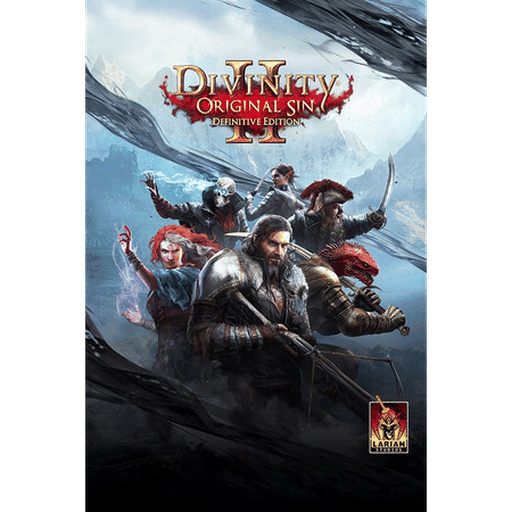 DIVINITY
II
ORIGINAL SIN
DEFINITIVE EDITION
LARIAN
STUDIOS